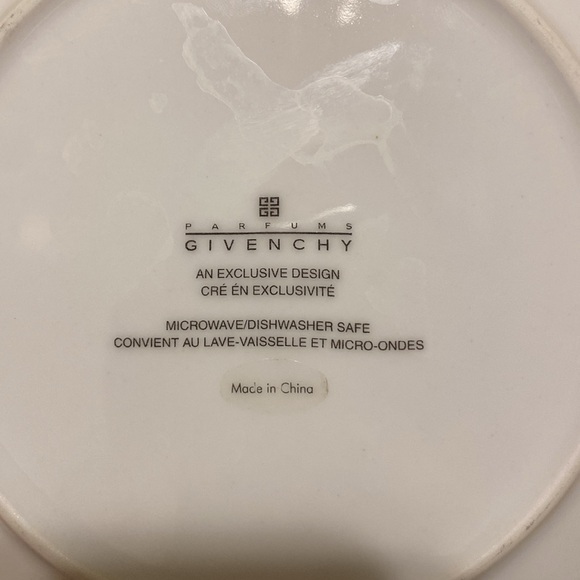 PARFUMS
GIVENCHY
AN EXCLUSIVE DESIGN
CRÉ ÉN EXCLUSIVITÉ
MICROWAVE/DISHWASHER SAFE
CONVIENT AU LAVE-VAISSELLE ET MICRO-ONDES
Made in China